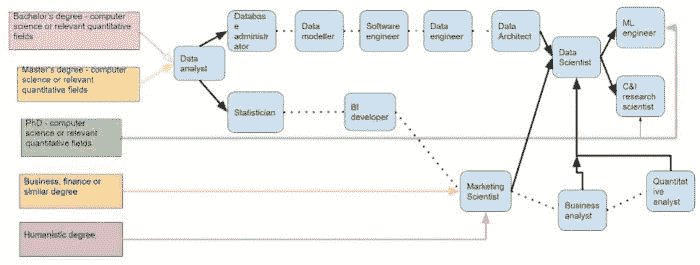 Bachelor's degree - computer
science or relevant quantitative
fields
Master's degree - computer
science or relevant
quantitative fields
PhD - computer
science or relevant
quantitative fields
Business, finance or
similar degree
Humanistic degree
Data
analyst
Databas
e
administr
ator
Data
modeller
Software
engineer
Data
engineer
Data
Architect
Data
Scientist
ML
engineer
C&I
research
scientist
Statistician
BI
developer
Marketing
Scientist
Business
analyst
Quantitat
ive
analyst